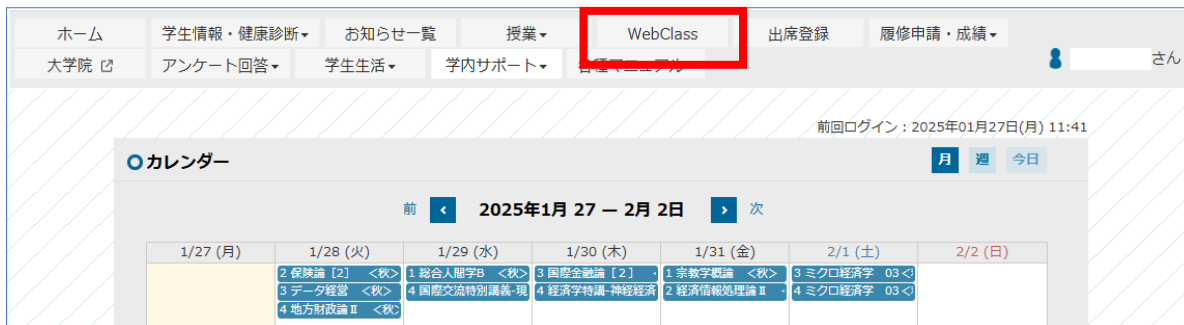 ホーム 学生情報・健康診断▾ お知らせ一覧 授業▾ WebClass 出席登録 履修申請・成績▾
大学院 アンケート回答▾ 学生生活▾ 学内サポート▾ 各種マニュアル さん
前回ログイン：2025年01月27日(月) 11:41
カレンダー 月 週 今日
前 ‹ 2025年1月 27 — 2月 2日 › 次
1/27 (月) 1/28 (火) 1/29 (水) 1/30 (木) 1/31 (金) 2/1 (土) 2/2 (日)
2 保険論［2］ <秋> 1 総合人間学B <秋> 3 国際金融論［2］ 1 宗教学概論 <秋> 3 ミクロ経済学 03<
3 データ経営 <秋> 4 国際交流特別講義-現 4 経済学特講-神経経済 2 経済情報処理論Ⅱ 4 ミクロ経済学 03<
4 地方財政論Ⅱ <秋>